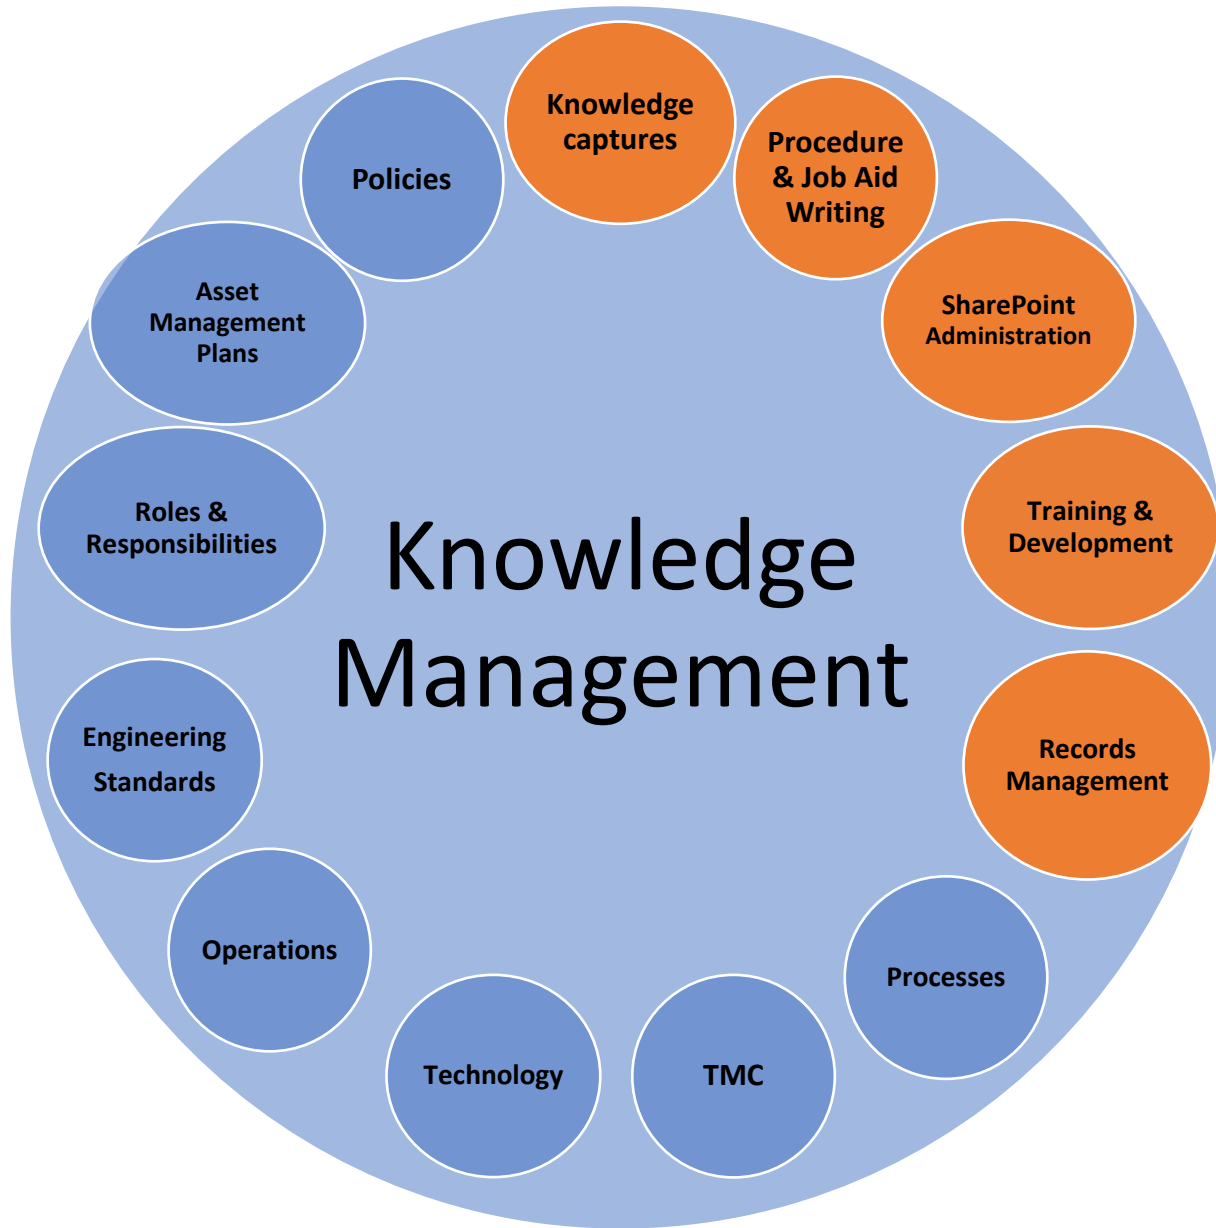 Knowledge
captures
Procedure
& Job Aid
Writing
SharePoint
Administration
Training &
Development
Records
Management
Processes
TMC
Technology
Operations
Engineering
Standards
Roles &
Responsibilities
Asset
Management
Plans
Policies
Knowledge
Management